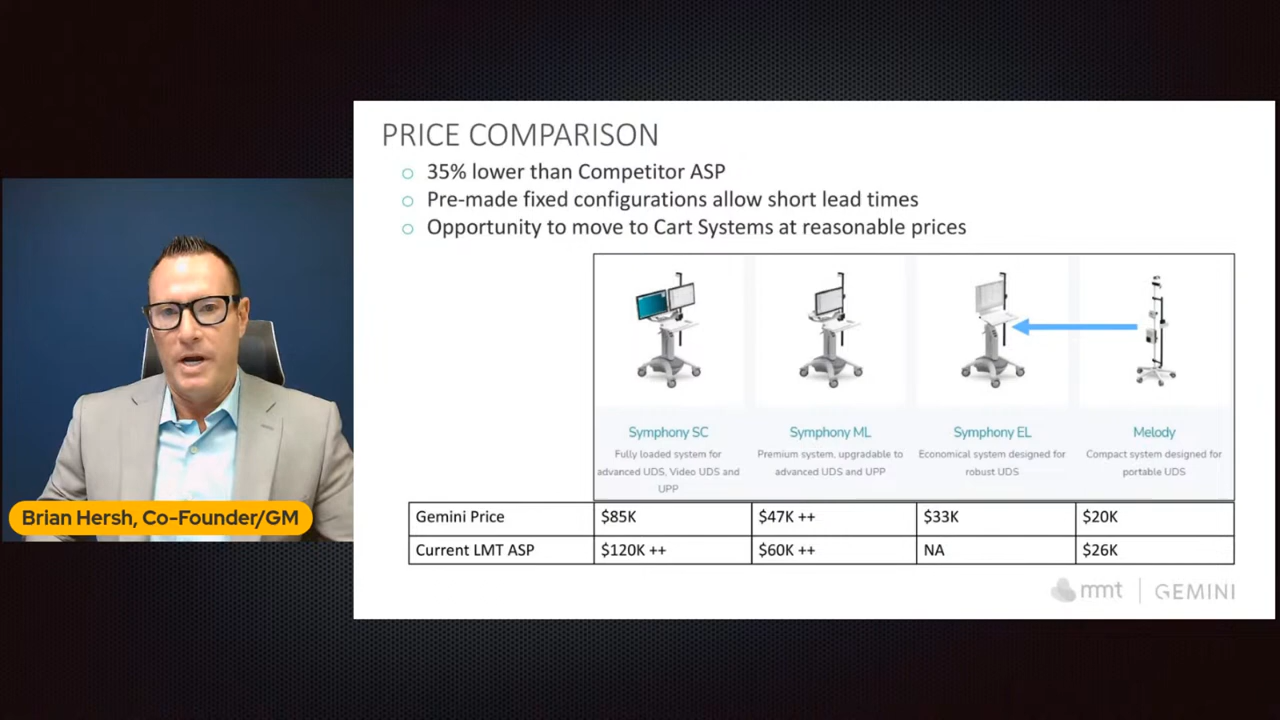 PRICE COMPARISON
35% lower than Competitor ASP
Pre-made fixed configurations allow short lead times
Opportunity to move to Cart Systems at reasonable prices
Symphony SC
Fully loaded system for
advanced UDS, Video UDS and
UPP
Symphony ML
Premium system, upgradable to
advanced UDS and UPP
Symphony EL
Economical system designed for
robust UDS
Melody
Compact system designed for
portable UDS
Gemini Price $85K $47K ++ $33K $20K
Current LMT ASP $120K ++ $60K ++ NA $26K
Brian Hersh, Co-Founder/GM
mmt | GEMINI